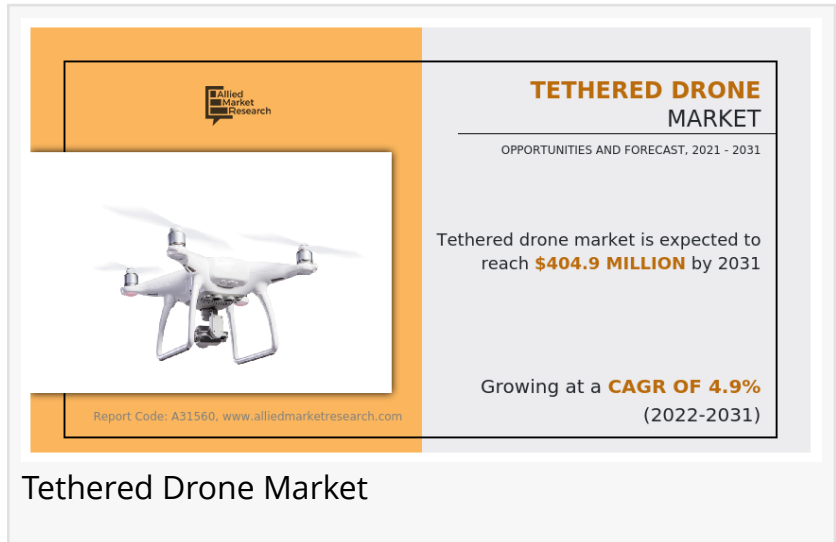 Allied
Market
Research
TETHERED DRONE
MARKET
OPPORTUNITIES AND FORECAST, 2021 - 2031
Tethered drone market is expected to
reach $404.9 MILLION by 2031
Growing at a CAGR OF 4.9%
(2022-2031)
Report Code: A31560, www.alliedmarketresearch.com
Tethered Drone Market